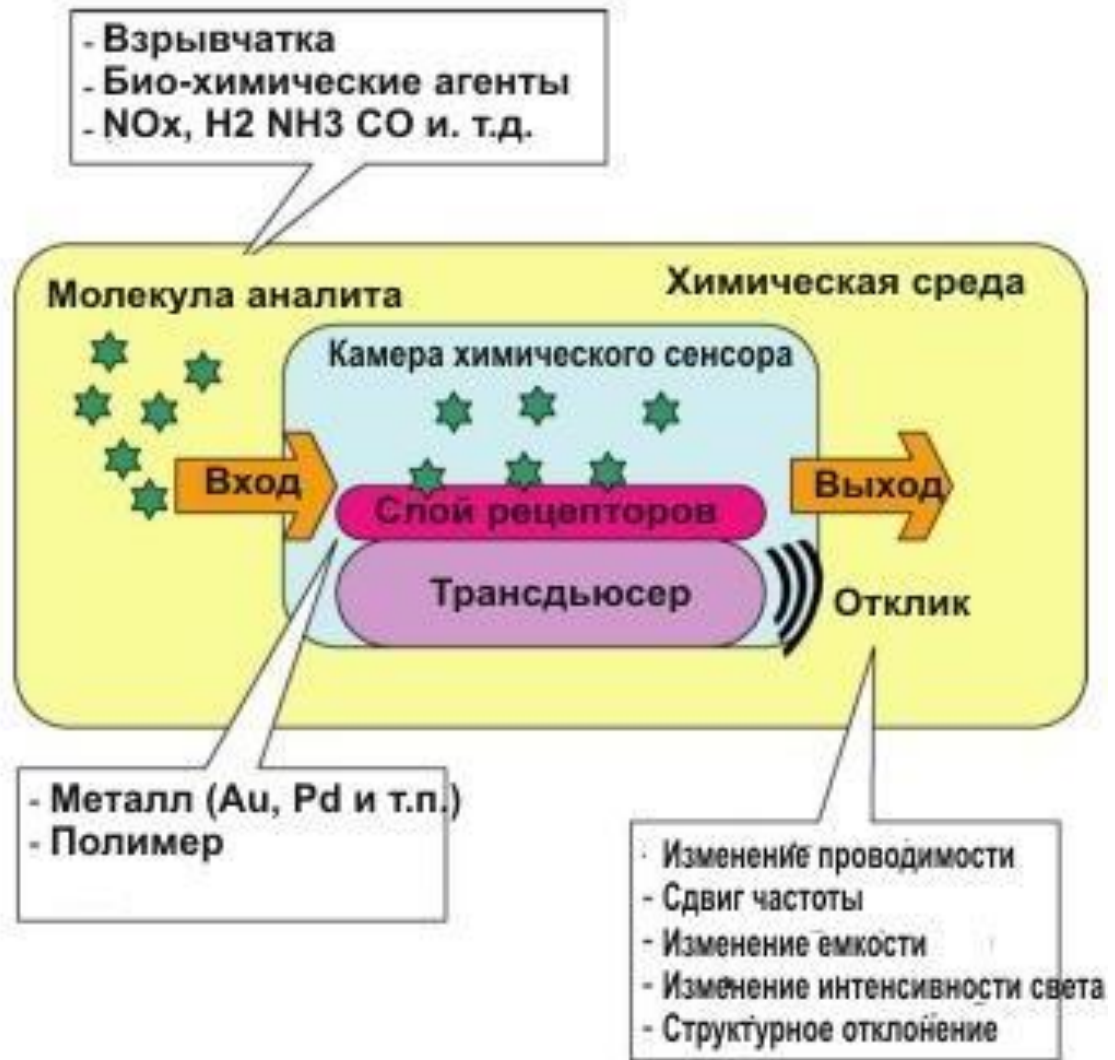 - Взрывчатка
- Био-химические агенты
- NOx, H2 NH3 CO и. т.д.
Молекула аналита
Химическая среда
Камера химического сенсора
Вход
Слой рецепторов
Выход
Трансдьюсер
Отклик
- Металл (Au, Pd и т.п.)
- Полимер
- Изменение проводимости
- Сдвиг частоты
- Изменение емкости
- Изменение интенсивности света
- Структурное отклонение